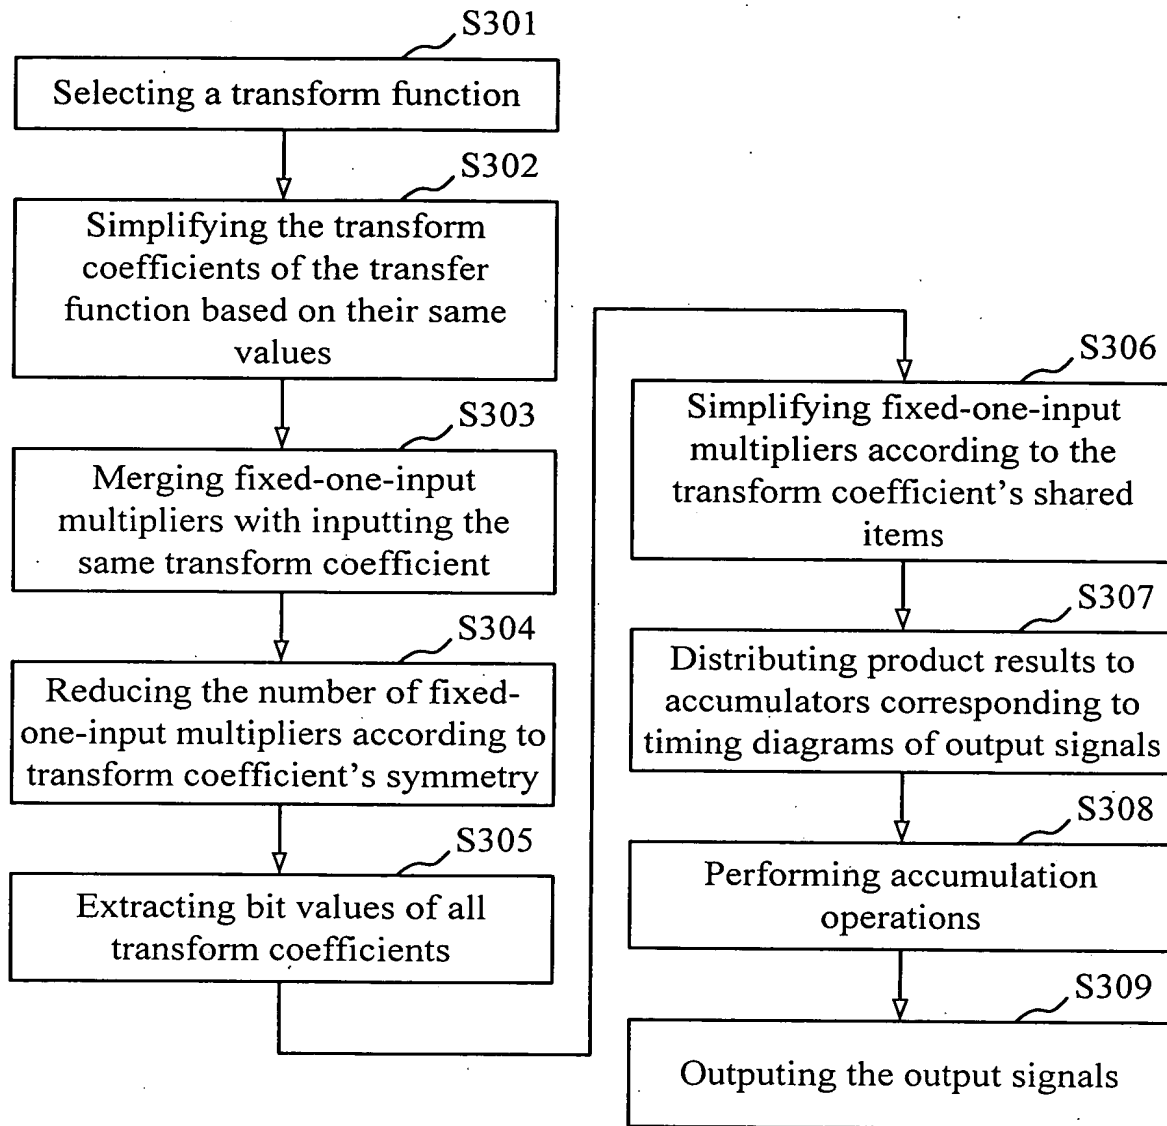 S301
Selecting a transform function
S302
Simplifying the transform
coefficients of the transfer
function based on their same
values
S303
Merging fixed-one-input
multipliers with inputting the
same transform coefficient
S304
Reducing the number of fixed-
one-input multipliers according to
transform coefficient's symmetry
S305
Extracting bit values of all
transform coefficients
S306
Simplifying fixed-one-input
multipliers according to the
transform coefficient's shared
items
S307
Distributing product results to
accumulators corresponding to
timing diagrams of output signals
S308
Performing accumulation
operations
S309
Outputing the output signals